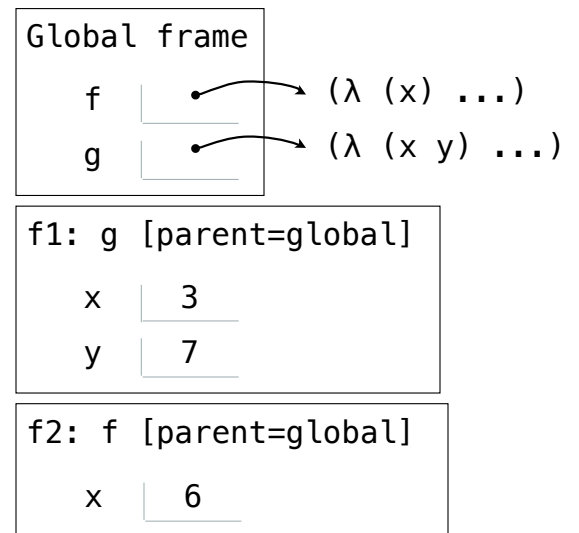 Global frame
f (λ (x) ...)
g (λ (x y) ...)
f1: g [parent=global]
x 3
y 7
f2: f [parent=global]
x 6